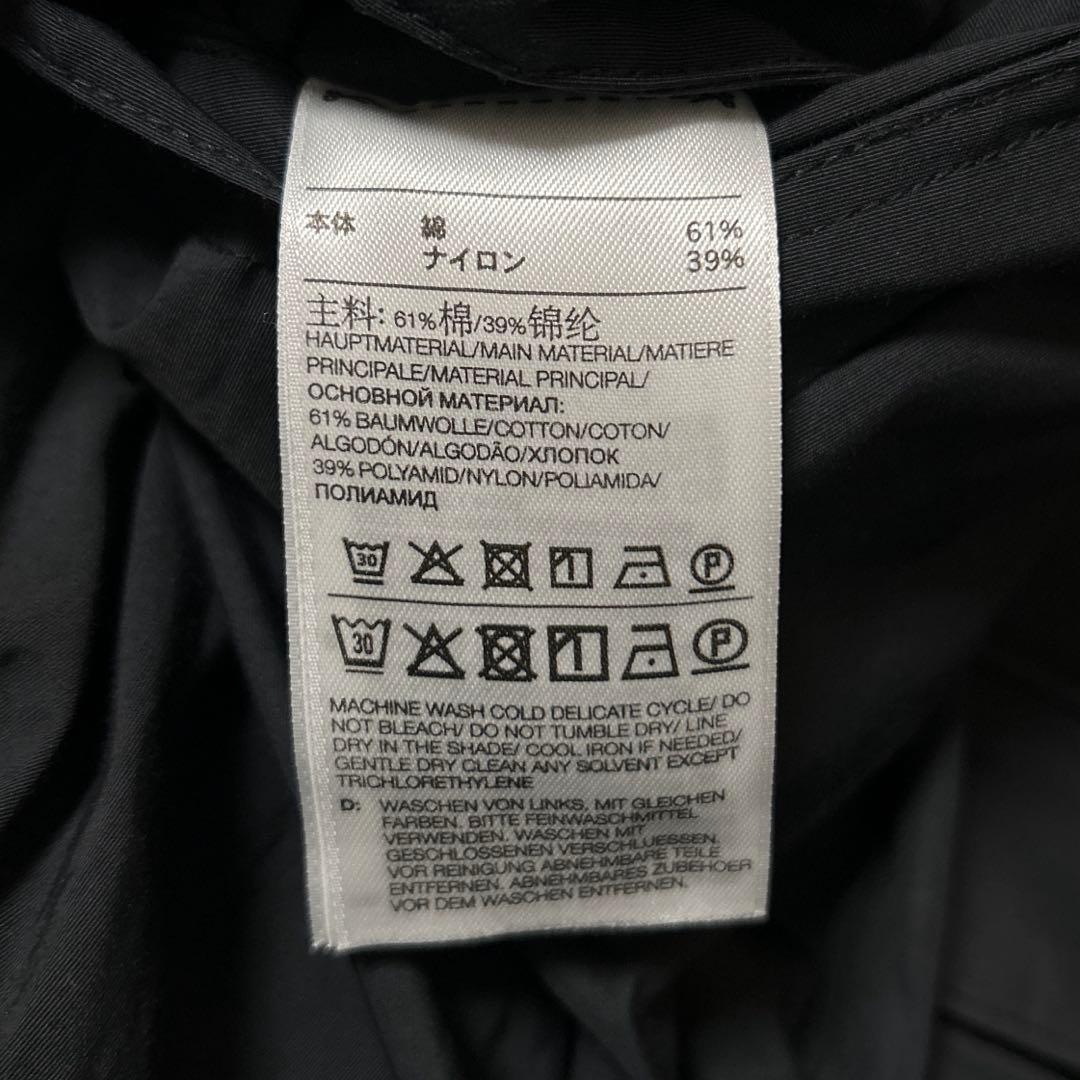 本体 綿 61%
ナイロン 39%
主料: 61%棉/39%锦纶
HAUPTMATERIAL/MAIN MATERIAL/MATIERE
PRINCIPALE/MATERIAL PRINCIPAL/
ОСНОВНОЙ МАТЕРИАЛ:
61% BAUMWOLLE/COTTON/COTON/
ALGODÓN/ALGODÃO/ХЛОПОК
39% POLYAMID/NYLON/POLIAMIDA/
ПОЛИАМИД
30 P
30 P
MACHINE WASH COLD DELICATE CYCLE/ DO
NOT BLEACH/ DO NOT TUMBLE DRY/ LINE
DRY IN THE SHADE/ COOL IRON IF NEEDED/
GENTLE DRY CLEAN ANY SOLVENT EXCEPT
TRICHLORETHYLENE
D: WASCHEN VON LINKS. MIT GLEICHEN
FARBEN. BITTE FEINWASCHMITTEL
VERWENDEN. WASCHEN MIT
GESCHLOSSENEN VERSCHLUESSEN.
VOR REINIGUNG ABNEHMBARE TEILE
ENTFERNEN. ABNEHMBARES ZUBEHOER
VOR DEM WASCHEN ENTFERNEN.